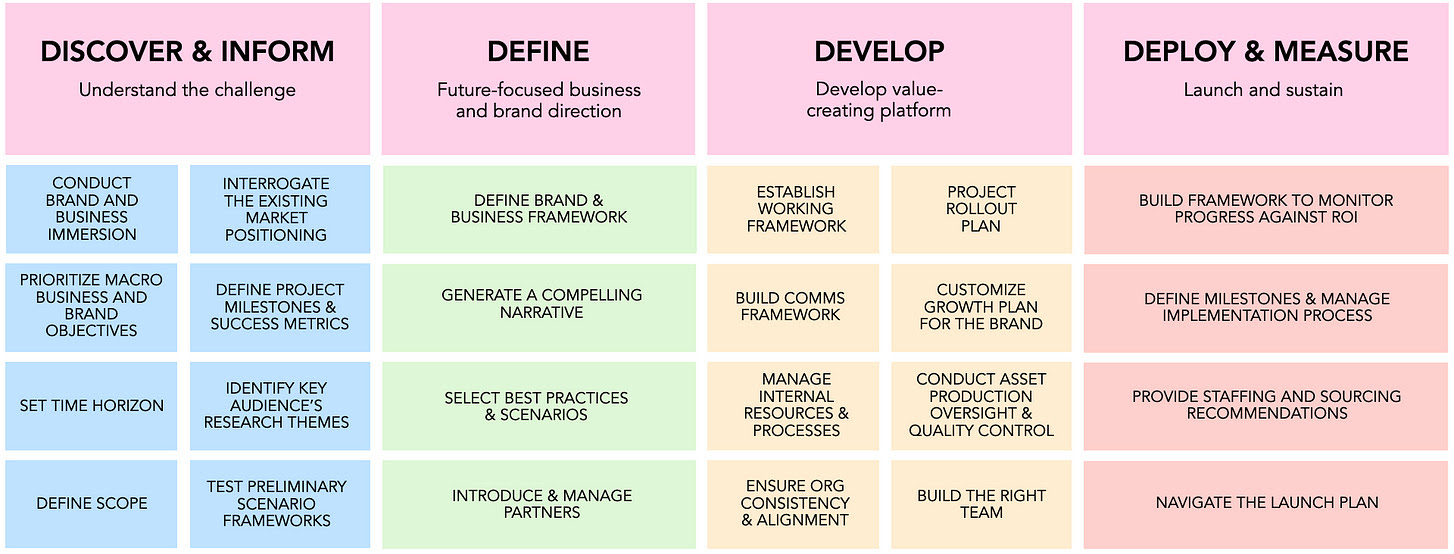 DISCOVER & INFORM
Understand the challenge
DEFINE
Future-focused business
and brand direction
DEVELOP
Develop value-
creating platform
DEPLOY & MEASURE
Launch and sustain
CONDUCT
BRAND AND
BUSINESS
IMMERSION
INTERROGATE
THE EXISTING
MARKET
POSITIONING
DEFINE BRAND &
BUSINESS FRAMEWORK
ESTABLISH
WORKING
FRAMEWORK
PROJECT
ROLLOUT
PLAN
BUILD FRAMEWORK TO MONITOR
PROGRESS AGAINST ROI
PRIORITIZE MACRO
BUSINESS AND
BRAND
OBJECTIVES
DEFINE PROJECT
MILESTONES &
SUCCESS METRICS
GENERATE A COMPELLING
NARRATIVE
BUILD COMMS
FRAMEWORK
CUSTOMIZE
GROWTH PLAN
FOR THE BRAND
DEFINE MILESTONES & MANAGE
IMPLEMENTATION PROCESS
SET TIME HORIZON
IDENTIFY KEY
AUDIENCE'S
RESEARCH THEMES
SELECT BEST PRACTICES
& SCENARIOS
MANAGE
INTERNAL
RESOURCES &
PROCESSES
CONDUCT ASSET
PRODUCTION
OVERSIGHT &
QUALITY CONTROL
PROVIDE STAFFING AND SOURCING
RECOMMENDATIONS
DEFINE SCOPE
TEST PRELIMINARY
SCENARIO
FRAMEWORKS
INTRODUCE & MANAGE
PARTNERS
ENSURE ORG
CONSISTENCY
& ALIGNMENT
BUILD THE RIGHT
TEAM
NAVIGATE THE LAUNCH PLAN